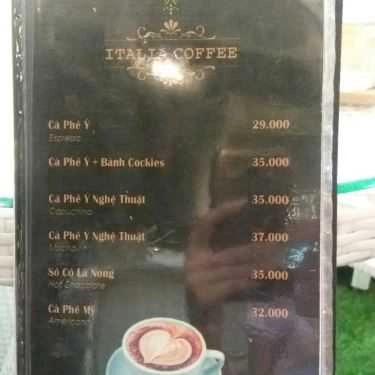 ITALIA COFFEE
Cà Phê Ý 29.000
Espresso
Cà Phê Ý + Bánh Cockies 35.000
Cà Phê Ý Nghệ Thuật 35.000
Capuchino
Cà Phê Ý Nghệ Thuật 37.000
Sô Cô La Nóng 35.000
Hot
Cà Phê Mỹ 32.000
Americano